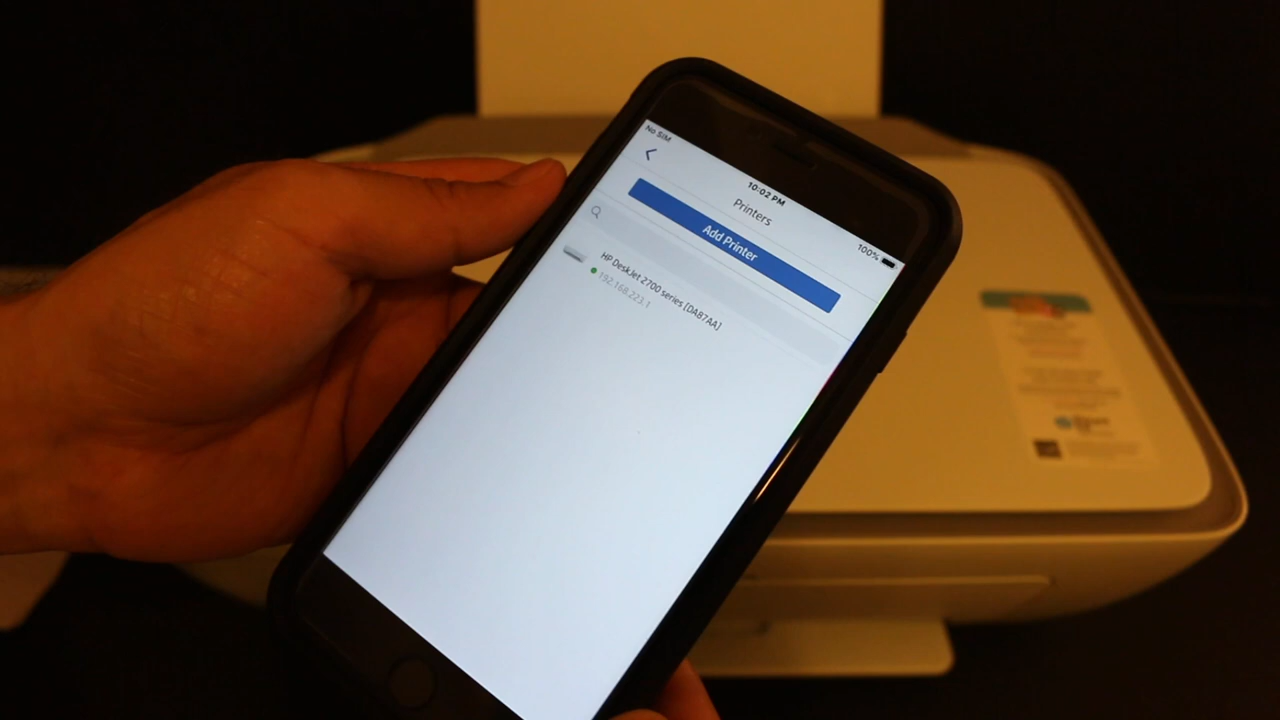 No SIM
10:02 PM
100%
Printers
Add Printer
HP DeskJet 2700 series [DA87AA]
192.168.223.1